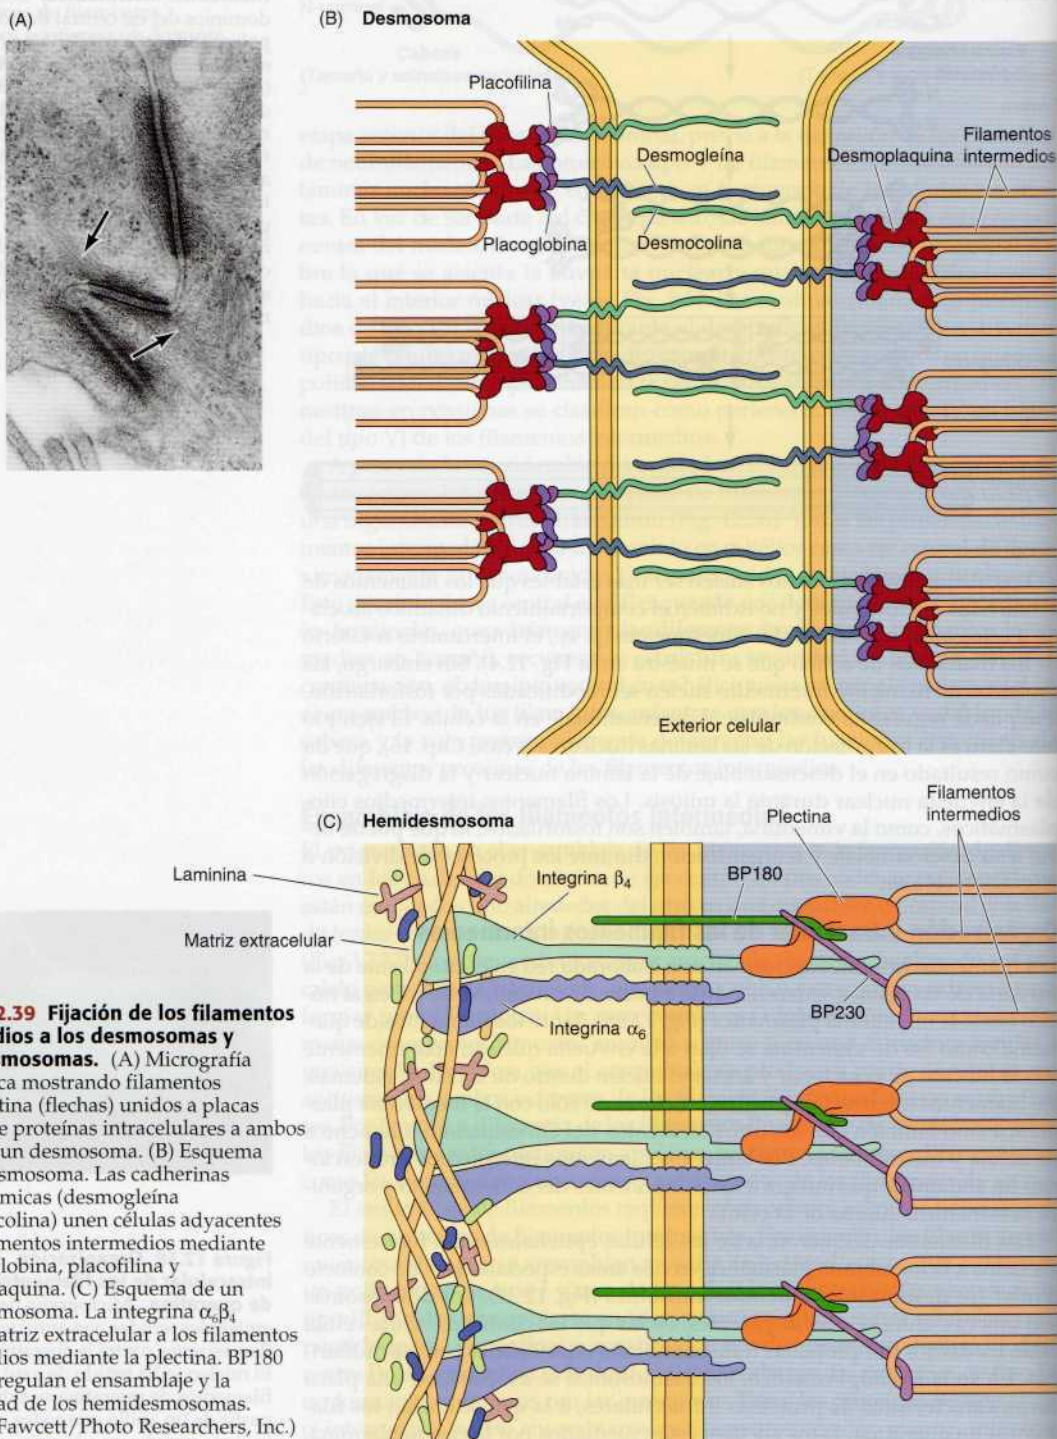 (A)
(B) Desmosoma
Placofilina
Desmogleína
Desmoplaquina
Filamentos
intermedios
Placoglobina
Desmocolina
Exterior celular
(C) Hemidesmosoma
Plectina
Filamentos
intermedios
Laminina
Integrina β4
BP180
Matriz extracelular
BP230
Integrina α6
2.39 Fijación de los filamentos
dios a los desmosomas y
smosomas. (A) Micrografía
ca mostrando filamentos
tina (flechas) unidos a placas
e proteínas intracelulares a ambos
un desmosoma. (B) Esquema
smosoma. Las cadherinas
micas (desmogleína
colina) unen células adyacentes
mentos intermedios mediante
lobina, placofilina y
aquina. (C) Esquema de un
mosoma. La integrina α6β4
atriz extracelular a los filamentos
dios mediante la plectina. BP180
regulan el ensamblaje y la
ad de los hemidesmosomas.
Fawcett/Photo Researchers, Inc.)